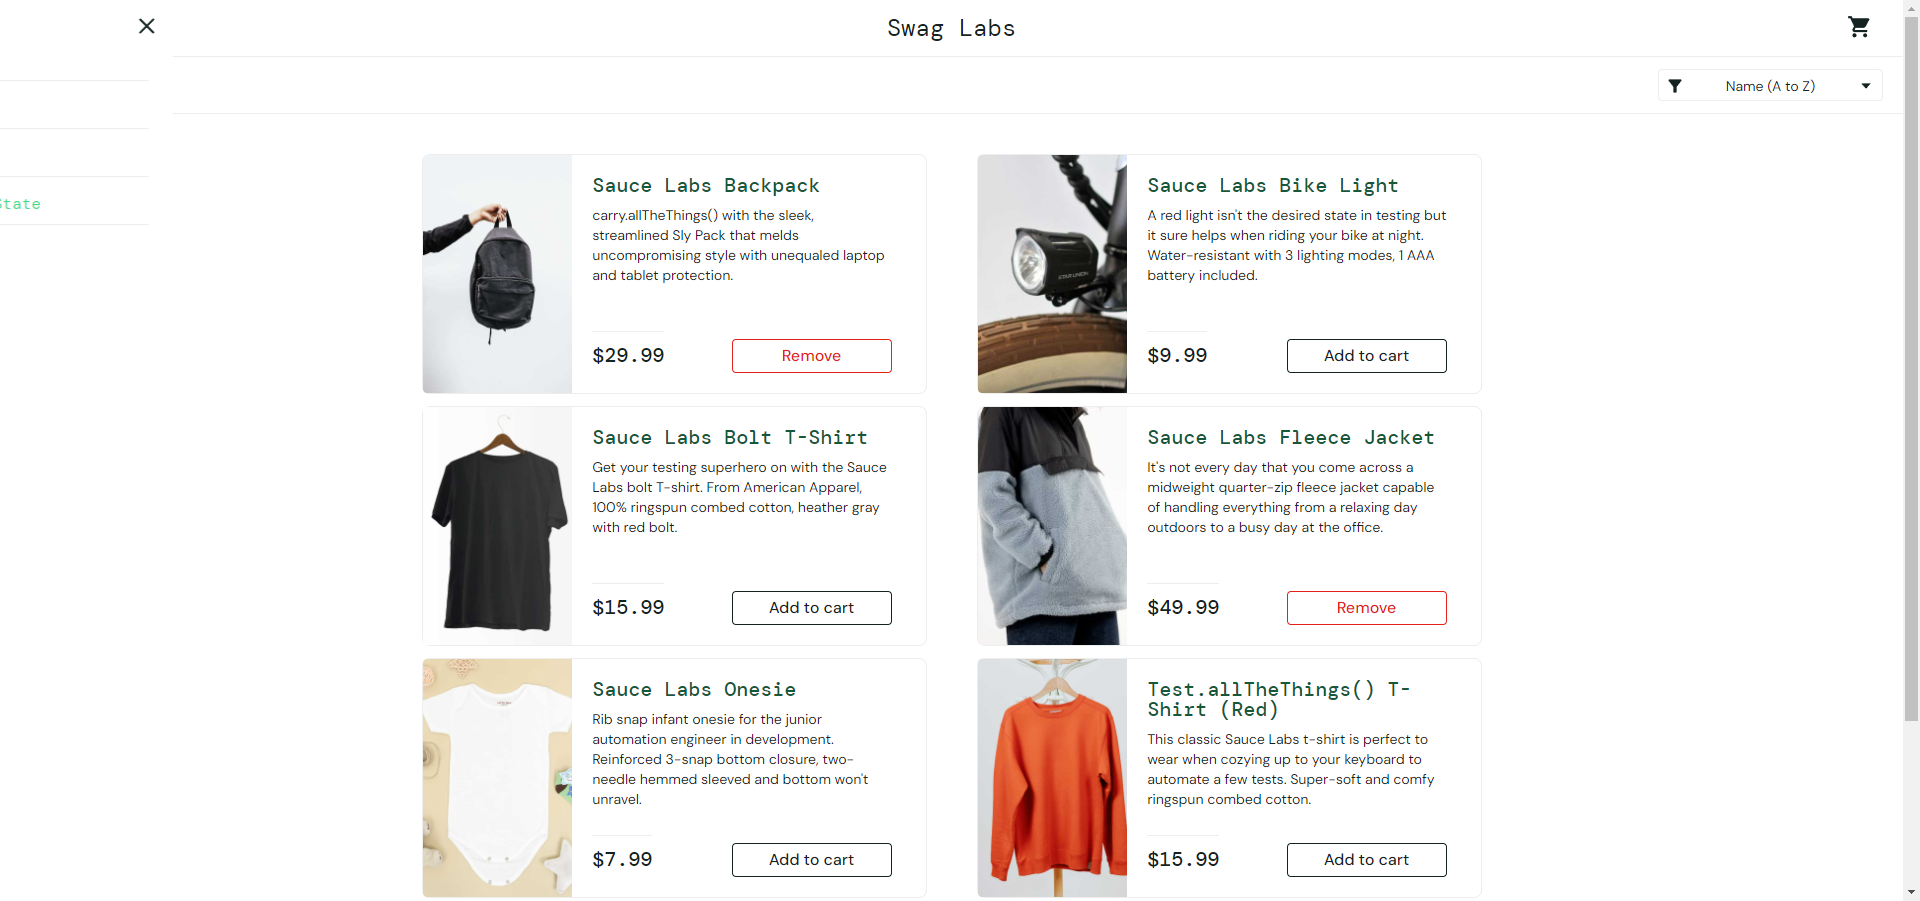 Swag Labs
Name (A to Z)
State
Sauce Labs Backpack
carry.allTheThings() with the sleek,
streamlined Sly Pack that melds
uncompromising style with unequaled laptop
and tablet protection.
$29.99
Remove
Sauce Labs Bike Light
A red light isn't the desired state in testing but
it sure helps when riding your bike at night.
Water-resistant with 3 lighting modes, 1 AAA
battery included.
STAR UNION
$9.99
Add to cart
Sauce Labs Bolt T-Shirt
Get your testing superhero on with the Sauce
Labs bolt T-shirt. From American Apparel,
100% ringspun combed cotton, heather gray
with red bolt.
$15.99
Add to cart
Sauce Labs Fleece Jacket
It's not every day that you come across a
midweight quarter-zip fleece jacket capable
of handling everything from a relaxing day
outdoors to a busy day at the office.
$49.99
Remove
Sauce Labs Onesie
Rib snap infant onesie for the junior
automation engineer in development.
Reinforced 3-snap bottom closure, two-
needle hemmed sleeved and bottom won't
unravel.
$7.99
Add to cart
Test.allTheThings() T-
Shirt (Red)
This classic Sauce Labs t-shirt is perfect to
wear when cozying up to your keyboard to
automate a few tests. Super-soft and comfy
ringspun combed cotton.
$15.99
Add to cart